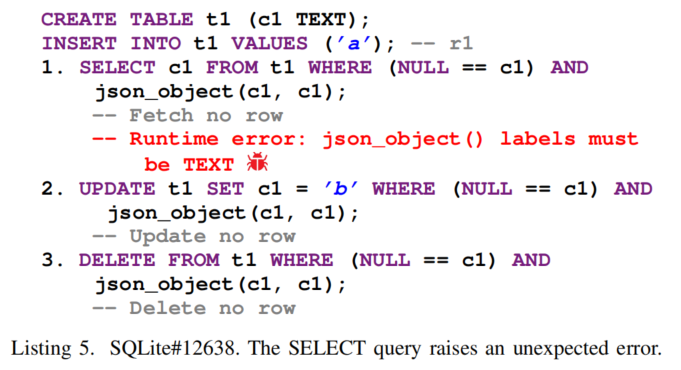 CREATE TABLE t1 (c1 TEXT);
INSERT INTO t1 VALUES ('a'); -- r1
1. SELECT c1 FROM t1 WHERE (NULL == c1) AND
json_object(c1, c1);
-- Fetch no row
-- Runtime error: json_object() labels must
be TEXT
2. UPDATE t1 SET c1 = 'b' WHERE (NULL == c1) AND
json_object(c1, c1);
-- Update no row
3. DELETE FROM t1 WHERE (NULL == c1) AND
json_object(c1, c1);
-- Delete no row
Listing 5. SQLite#12638. The SELECT query raises an unexpected error.